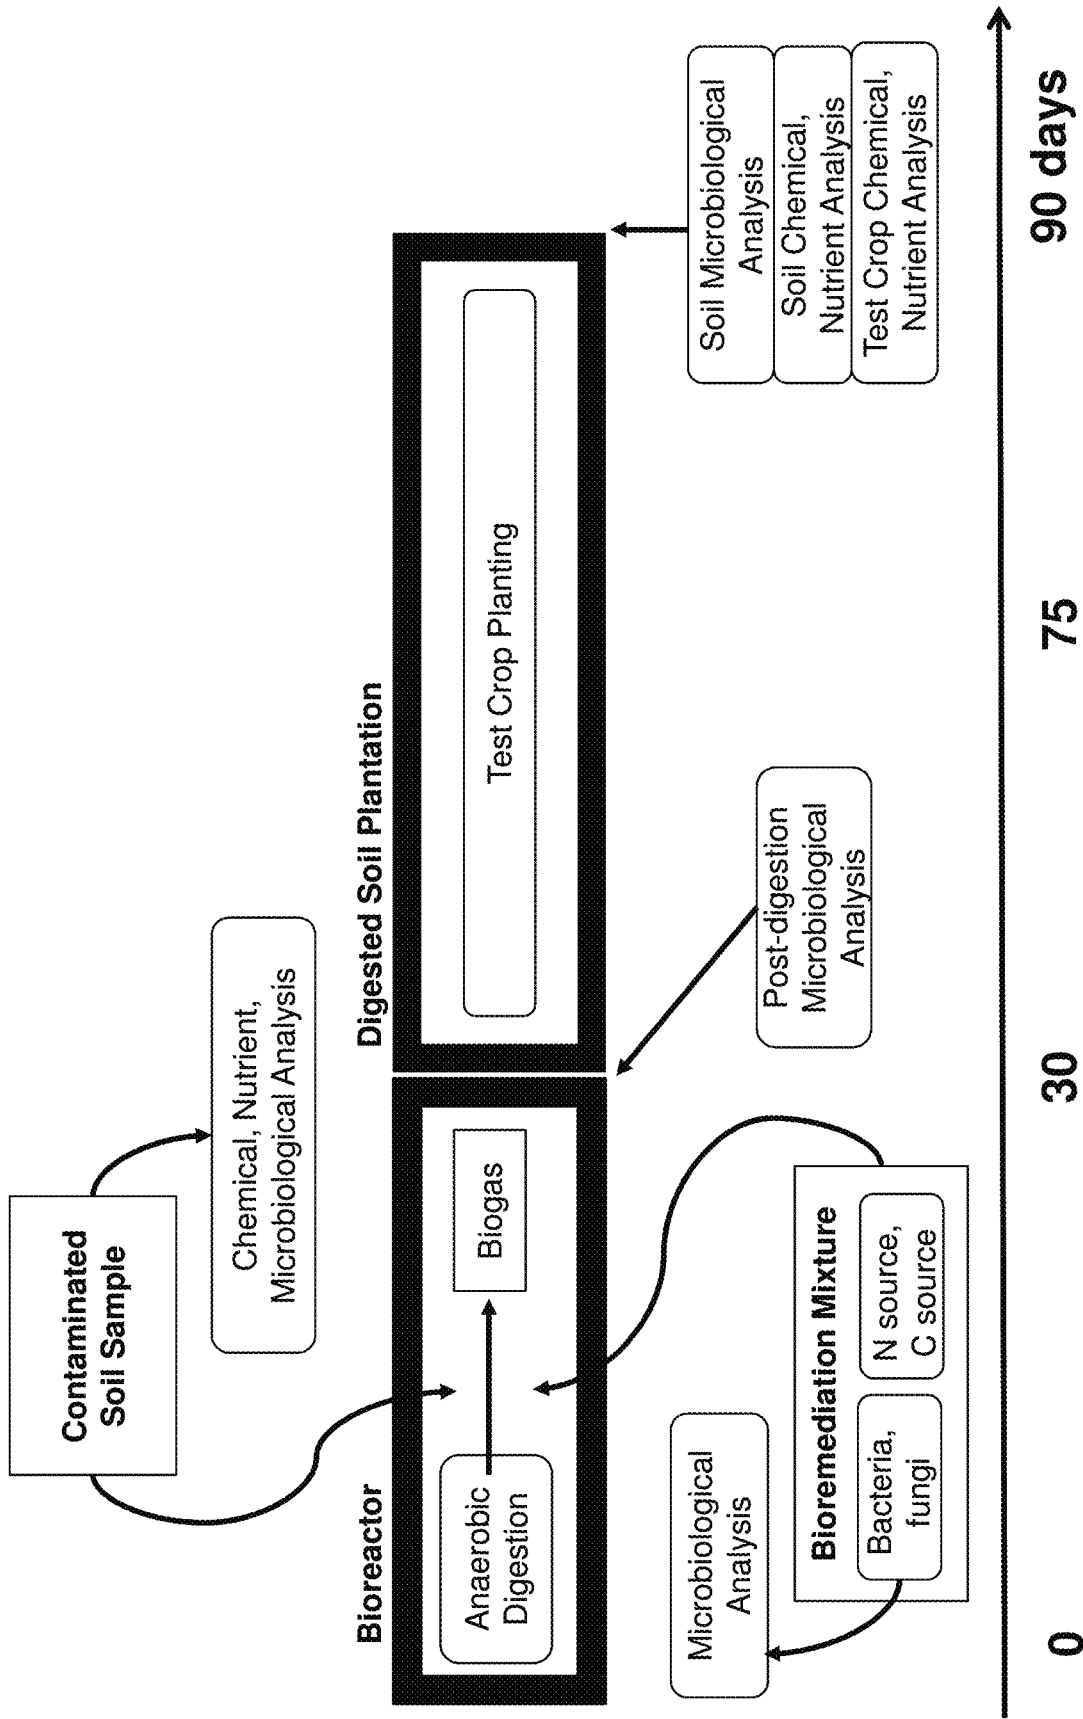 Contaminated
Soil Sample
Chemical, Nutrient,
Microbiological Analysis
Bioreactor
Digested Soil Plantation
Anaerobic
Digestion
Biogas
Test Crop Planting
Microbiological
Analysis
Post-digestion
Microbiological
Analysis
Soil Microbiological
Analysis
Soil Chemical,
Nutrient Analysis
Test Crop Chemical,
Nutrient Analysis
Bioremediation Mixture
Bacteria,
fungi
N source,
C source
0
30
75
90 days